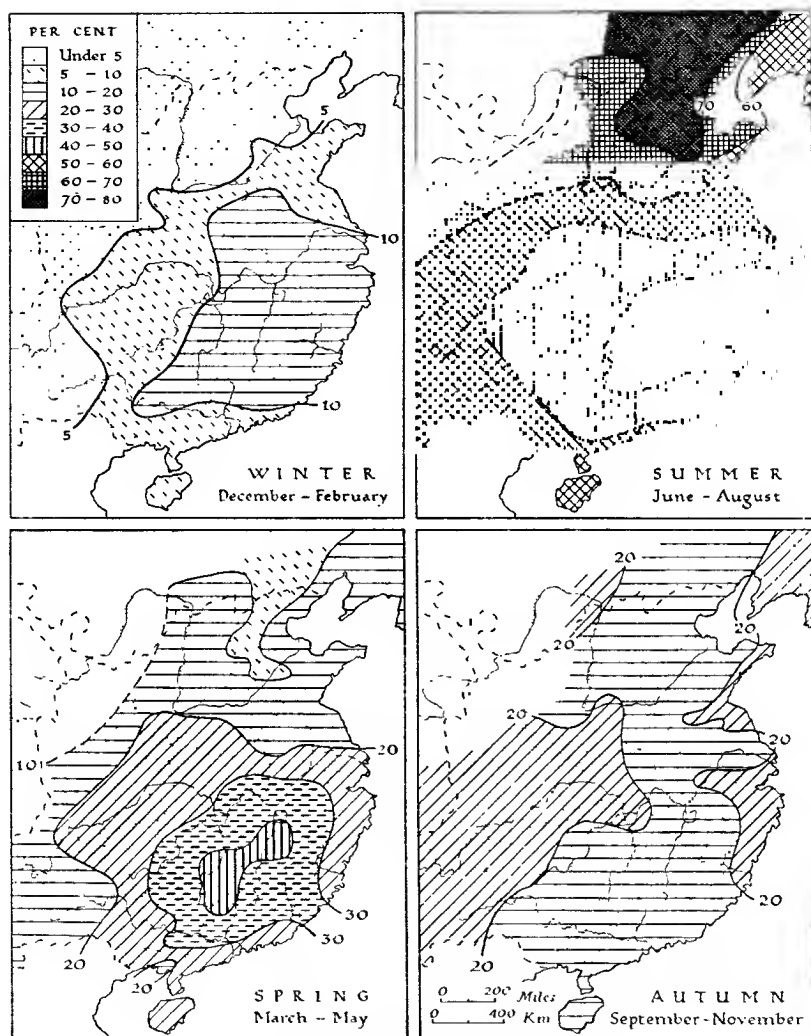 PER CENT
Under 5
5 – 10
10 – 20
20 – 30
30 – 40
40 – 50
50 – 60
60 – 70
70 – 80
5
10
10
5
WINTER
December – February
70 60
SUMMER
June – August
10
20
30
30
20
20
SPRING
March – May
20
20
20
20
20
20
20
0 200 Miles
0 400 Km
AUTUMN
September – November